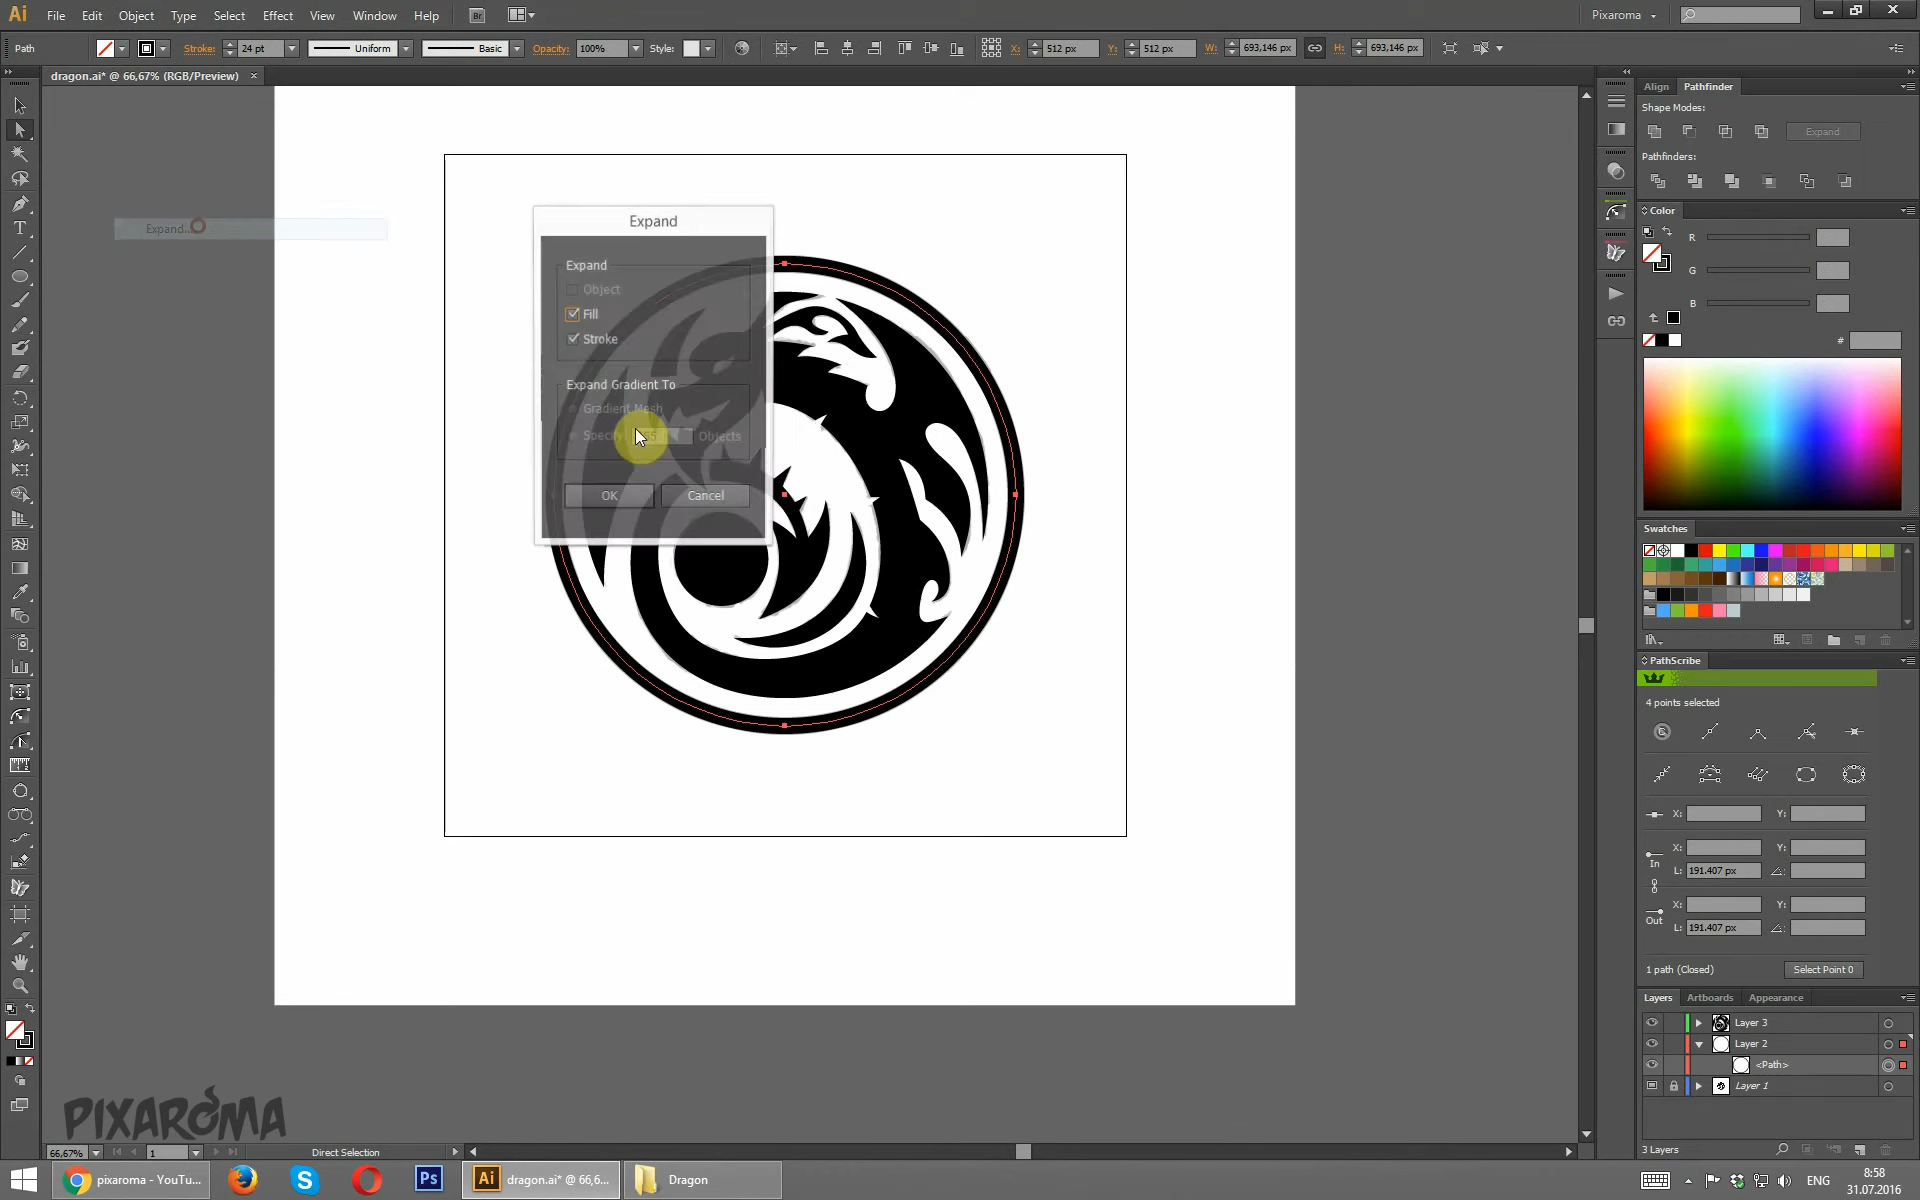 Ai File Edit Object Type Select Effect View Window Help Br Pixaroma
Path Stroke: 24 pt Uniform Basic Opacity: 100% Style: X: 512 px Y: 512 px W: 693,146 px H: 693,146 px
dragon.ai* @ 66,67% (RGB/Preview) ×
Align Pathfinder
Shape Modes:
Expand
Pathfinders:
Color
R
G
B
#
Expand...
Expand
Expand
Object
Fill
Stroke
Expand Gradient To
Gradient Mesh
Specify: Objects
OK Cancel
Swatches
PathScribe
4 points selected
X: Y:
X: Y:
In
L: 191.407 px
X: Y:
Out
L: 191.407 px
1 path (Closed) Select Point 0
Layers Artboards Appearance
Layer 3
Layer 2
<Path>
Layer 1
3 Layers
PIXAROMA
66,67% 1 Direct Selection
pixaroma - YouTu... Ps Ai dragon.ai* @ 66,6... Dragon
ENG 8:58
31.07.2016